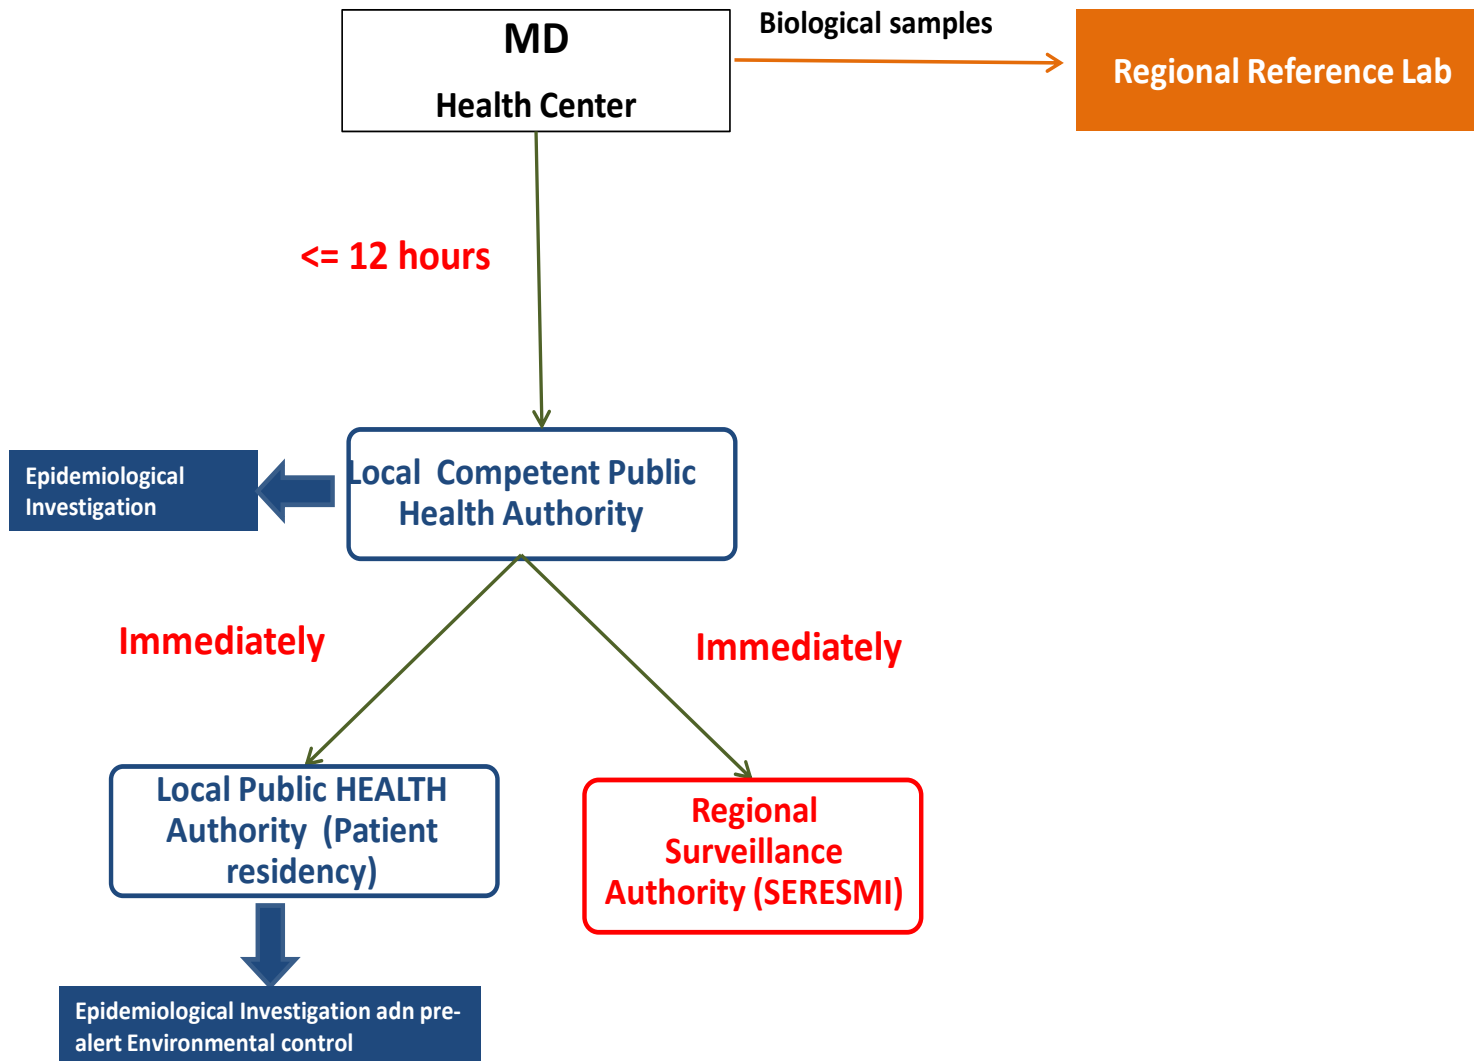 MD
Health Center
Biological samples
Regional Reference Lab
<= 12 hours
Epidemiological
Investigation
Local Competent Public
Health Authority
Immediately
Immediately
Local Public HEALTH
Authority (Patient
residency)
Regional
Surveillance
Authority (SERESMI)
Epidemiological Investigation adn pre-
alert Environmental control